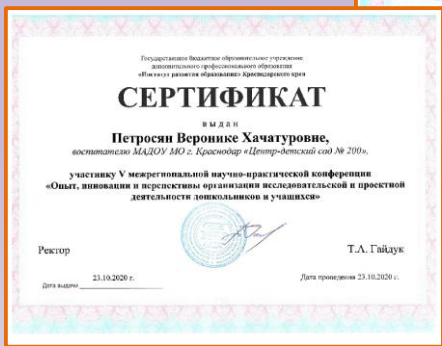 Государственное бюджетное образовательное учреждение
дополнительного профессионального образования
«Институт развития образования» Краснодарского края
СЕРТИФИКАТ
выдан
Петросян Веронике Хачатуровне,
воспитателю МАДОУ МО г. Краснодар «Центр-детский сад № 200»,
участнику V межрегиональной научно-практической конференции
«Опыт, инновации и перспективы организации исследовательской и проектной
деятельности дошкольников и учащихся»
Ректор Т.А. Гайдук
Дата выдачи 23.10.2020 г. Дата проведения 23.10.2020 г.